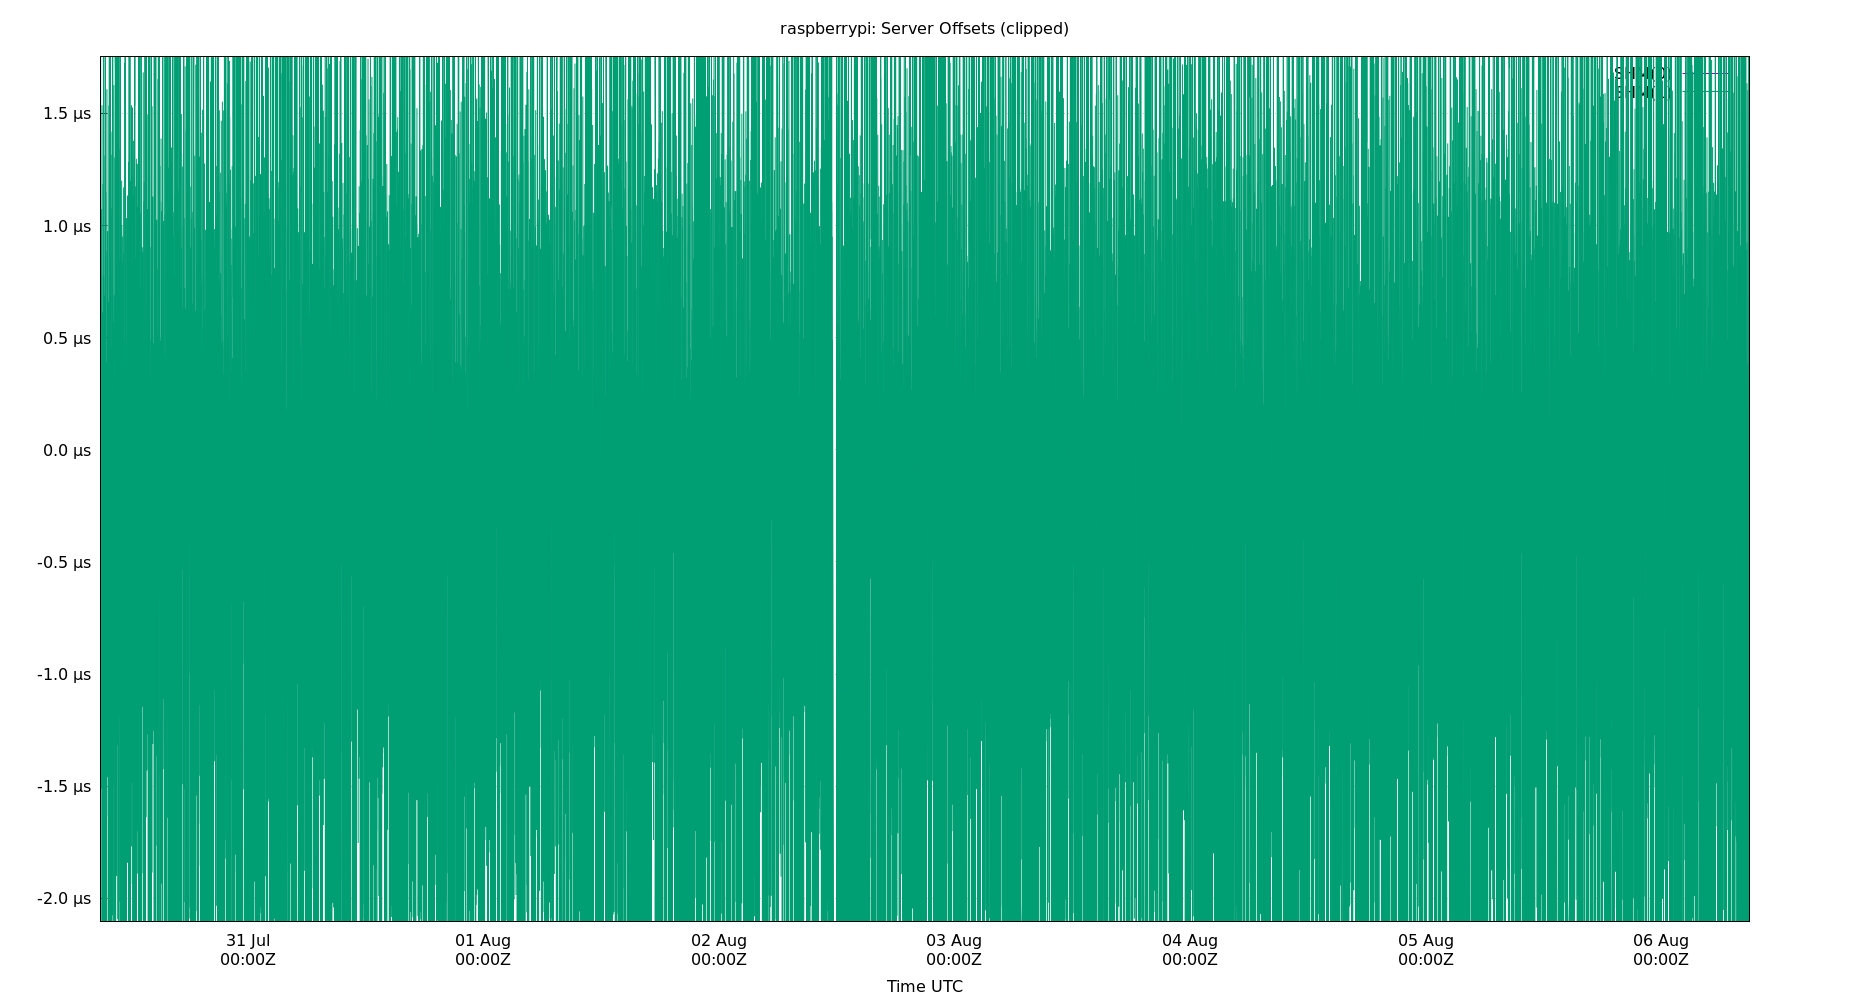 raspberrypi: Server Offsets (clipped)
1.5 µs
1.0 µs
0.5 µs
0.0 µs
-0.5 µs
-1.0 µs
-1.5 µs
-2.0 µs
31 Jul 01 Aug 02 Aug 03 Aug 04 Aug 05 Aug 06 Aug
00:00Z 00:00Z 00:00Z 00:00Z 00:00Z 00:00Z 00:00Z
Time UTC